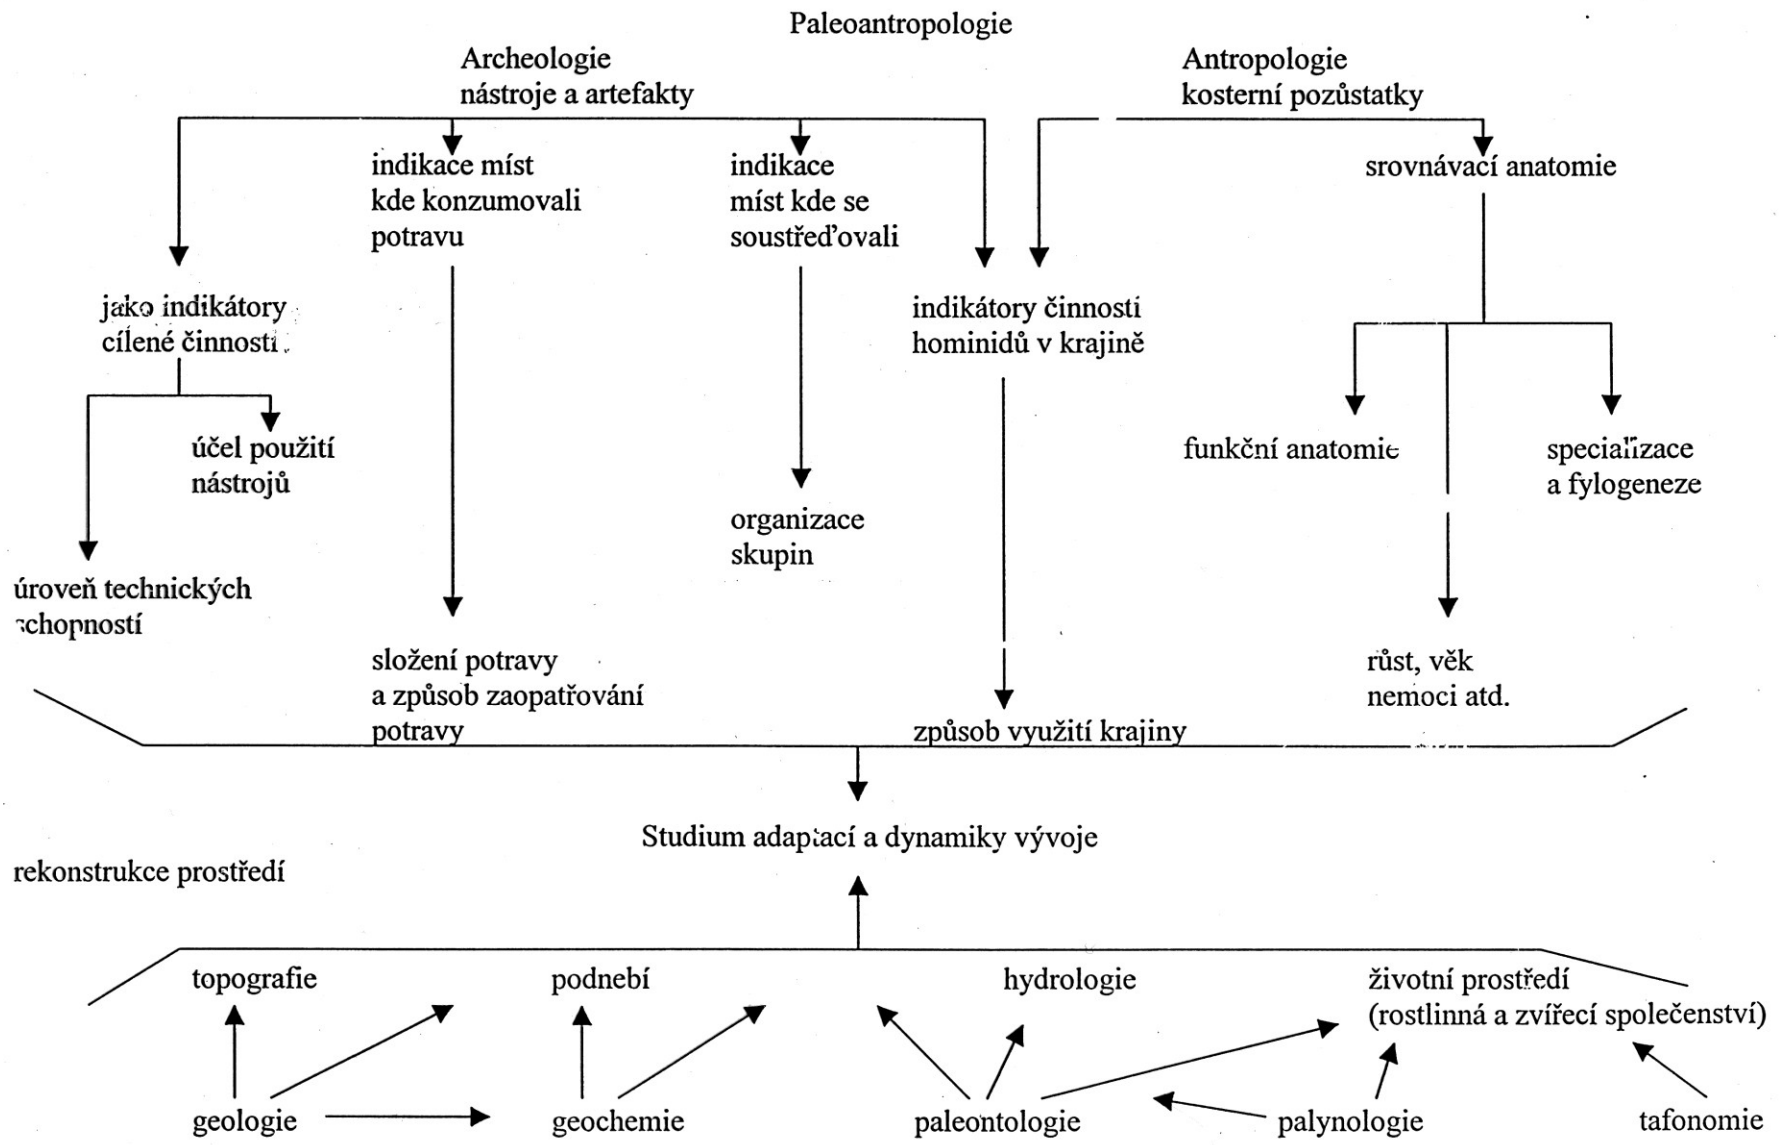 Paleoantropologie
Archeologie
nástroje a artefakty
Antropologie
kosterní pozůstatky
indikace míst
kde konzumovali
potravu
indikace
míst kde se
soustřeďovali
srovnávací anatomie
jako indikátory
cílené činnosti
indikátory činností
hominidů v krajině
účel použití
nástrojů
funkční anatomie
specializace
a fylogeneze
organizace
skupin
úroveň technických
schopností
složení potravy
a způsob zaopatřování
potravy
růst, věk
nemoci atd.
způsob využití krajiny
Studium adaptací a dynamiky vývoje
rekonstrukce prostředí
topografie
podnebí
hydrologie
životní prostředí
(rostlinná a zvířecí společenství)
geologie
geochemie
paleontologie
palynologie
tafonomie